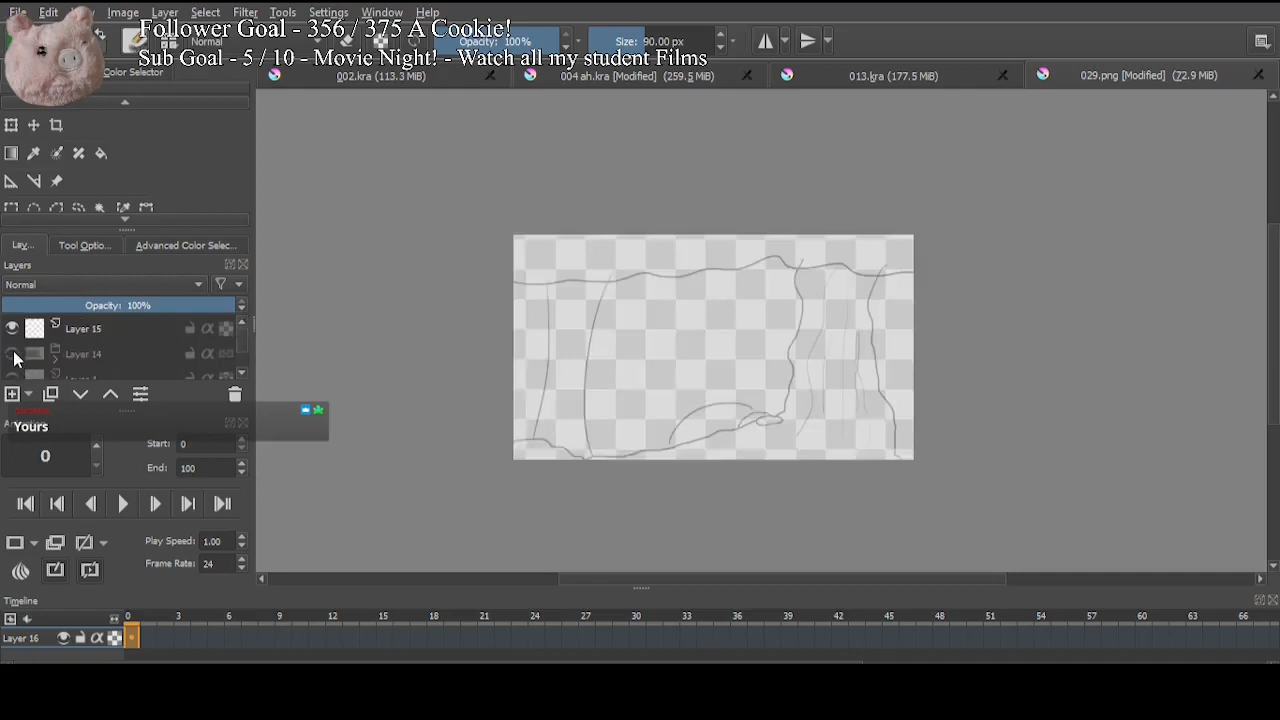 File Edit Image Layer Select Filter Tools Settings Window Help
Follower Goal - 356 / 375 A Cookie!
Normal Opacity: 100% Size: 90.00 px
Sub Goal - 5 / 10 - Movie Night! - Watch all my student Films
Color Selector
002.kra (113.3 MiB)
004 ah.kra [Modified] (259.5 MiB)
013.kra (177.5 MiB)
029.png [Modified] (72.9 MiB)
Lay... Tool Optio... Advanced Color Selec...
Layers
Normal
Opacity: 100%
Layer 15
Layer 14
Yours
Start: 0
0
End: 100
Play Speed: 1.00
Frame Rate: 24
Timeline
0 3 6 9 12 15 18 21 24 27 30 33 36 39 42 45 48 51 54 57 60 63 66
Layer 16